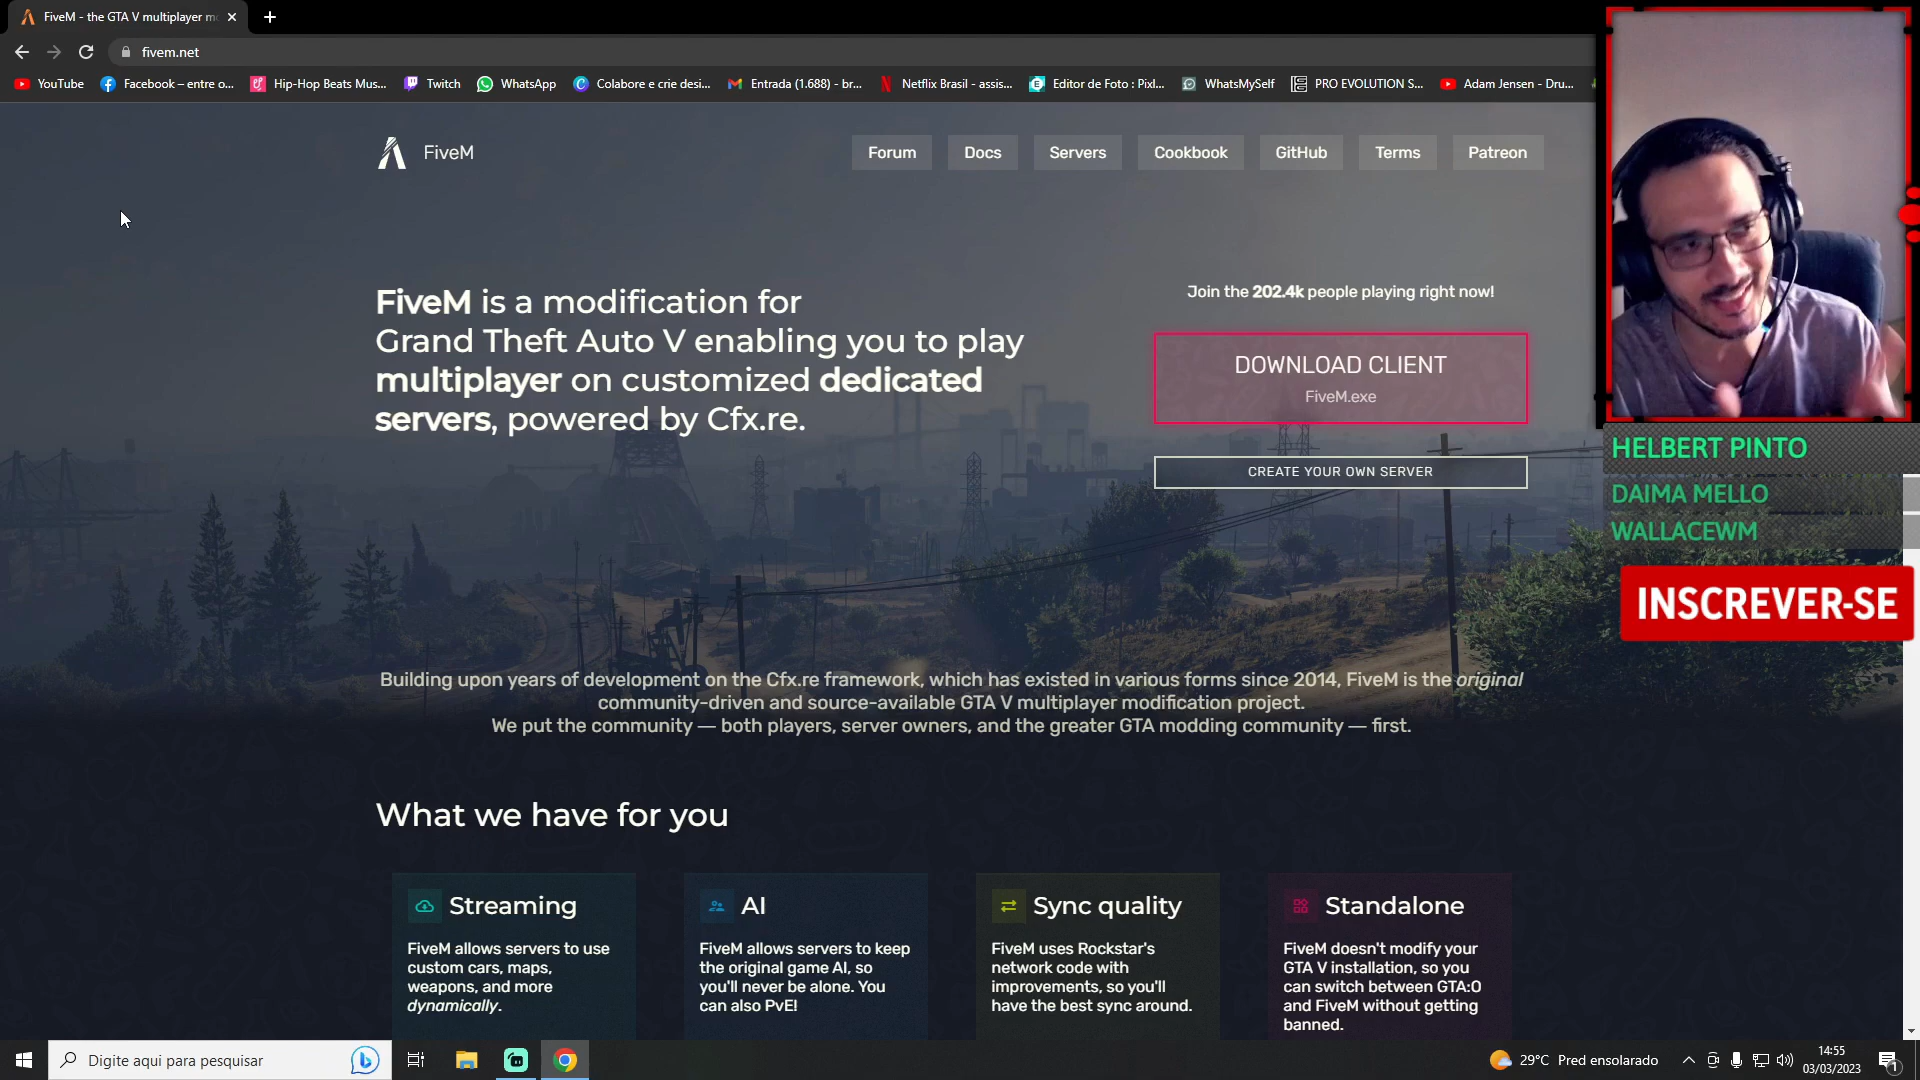 FiveM - the GTA V multiplayer mo
fivem.net
YouTube
Facebook – entre o...
Hip-Hop Beats Mus...
Twitch
WhatsApp
Colabore e crie desi...
Entrada (1.688) - br...
Netflix Brasil - assis...
Editor de Foto : Pixl...
WhatsMySelf
PRO EVOLUTION S...
Adam Jensen - Dru...
FiveM
Forum
Docs
Servers
Cookbook
GitHub
Terms
Patreon
FiveM is a modification for
Grand Theft Auto V enabling you to play
multiplayer on customized dedicated
servers, powered by Cfx.re.
Join the 202.4k people playing right now!
DOWNLOAD CLIENT
FiveM.exe
CREATE YOUR OWN SERVER
HELBERT PINTO
DAIMA MELLO
WALLACEWM
INSCREVER-SE
Building upon years of development on the Cfx.re framework, which has existed in various forms since 2014, FiveM is the original
community-driven and source-available GTA V multiplayer modification project.
We put the community — both players, server owners, and the greater GTA modding community — first.
What we have for you
Streaming
FiveM allows servers to use
custom cars, maps,
weapons, and more
dynamically.
AI
FiveM allows servers to keep
the original game AI, so
you'll never be alone. You
can also PvE!
Sync quality
FiveM uses Rockstar's
network code with
improvements, so you'll
have the best sync around.
Standalone
FiveM doesn't modify your
GTA V installation, so you
can switch between GTA:O
and FiveM without getting
banned.
Digite aqui para pesquisar
29°C Pred ensolarado
14:55
03/03/2023
1